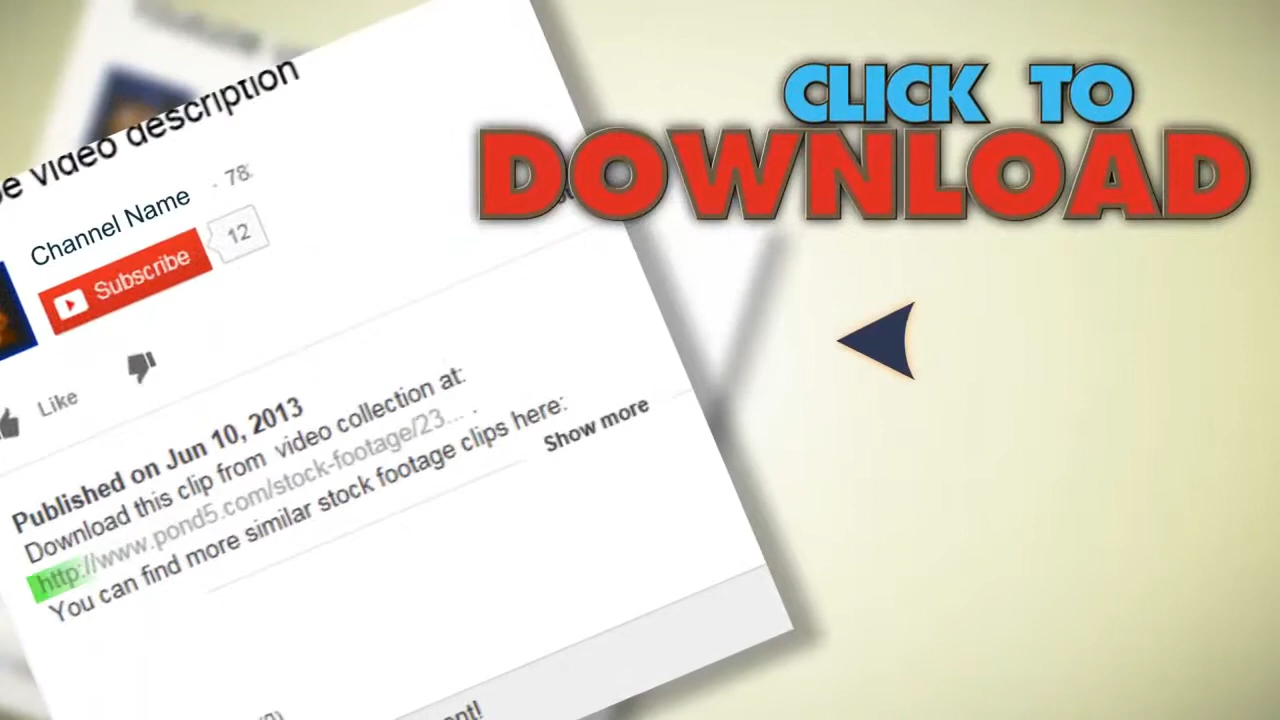 CLICK TO
DOWNLOAD
video description
Channel Name
Subscribe
12
Like
Published on Jun 10, 2013
Download this clip from video collection at:
http://www.pond5.com/stock-footage/23...
You can find more similar stock footage clips here:
Show more